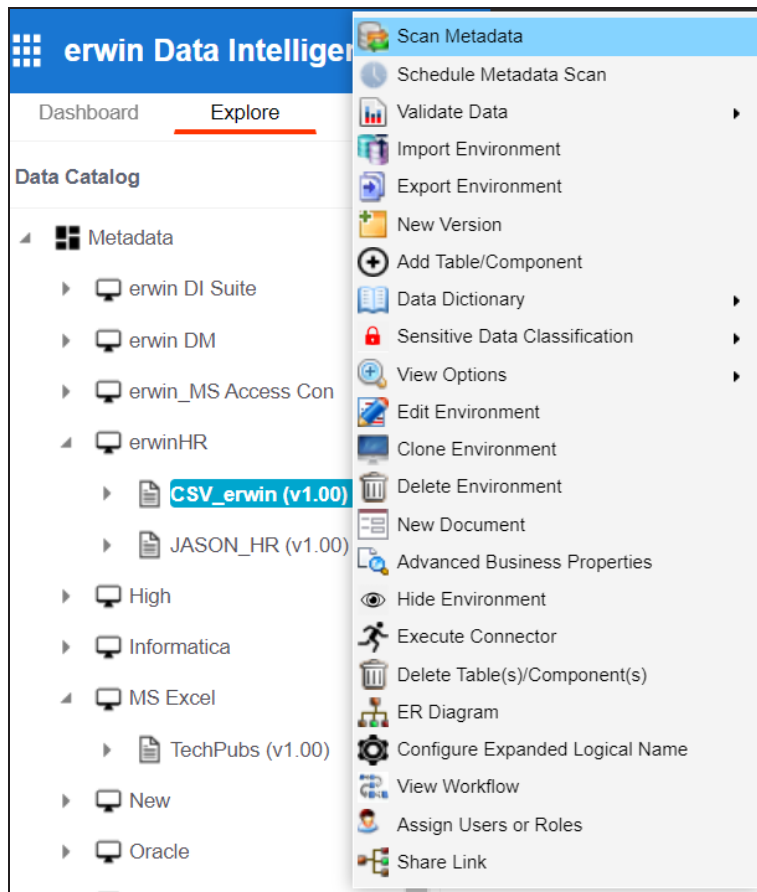 erwin Data Intelliger
Dashboard
Explore
Data Catalog
Metadata
erwin DI Suite
erwin DM
erwin_MS Access Con
erwinHR
CSV_erwin (v1.00)
JASON_HR (v1.00)
High
Informatica
MS Excel
TechPubs (v1.00)
New
Oracle
Scan Metadata
Schedule Metadata Scan
Validate Data
Import Environment
Export Environment
New Version
Add Table/Component
Data Dictionary
Sensitive Data Classification
View Options
Edit Environment
Clone Environment
Delete Environment
New Document
Advanced Business Properties
Hide Environment
Execute Connector
Delete Table(s)/Component(s)
ER Diagram
Configure Expanded Logical Name
View Workflow
Assign Users or Roles
Share Link